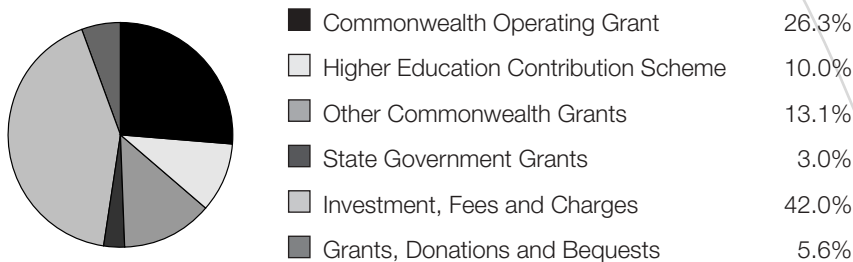 Commonwealth Operating Grant 26.3%
Higher Education Contribution Scheme 10.0%
Other Commonwealth Grants 13.1%
State Government Grants 3.0%
Investment, Fees and Charges 42.0%
Grants, Donations and Bequests 5.6%